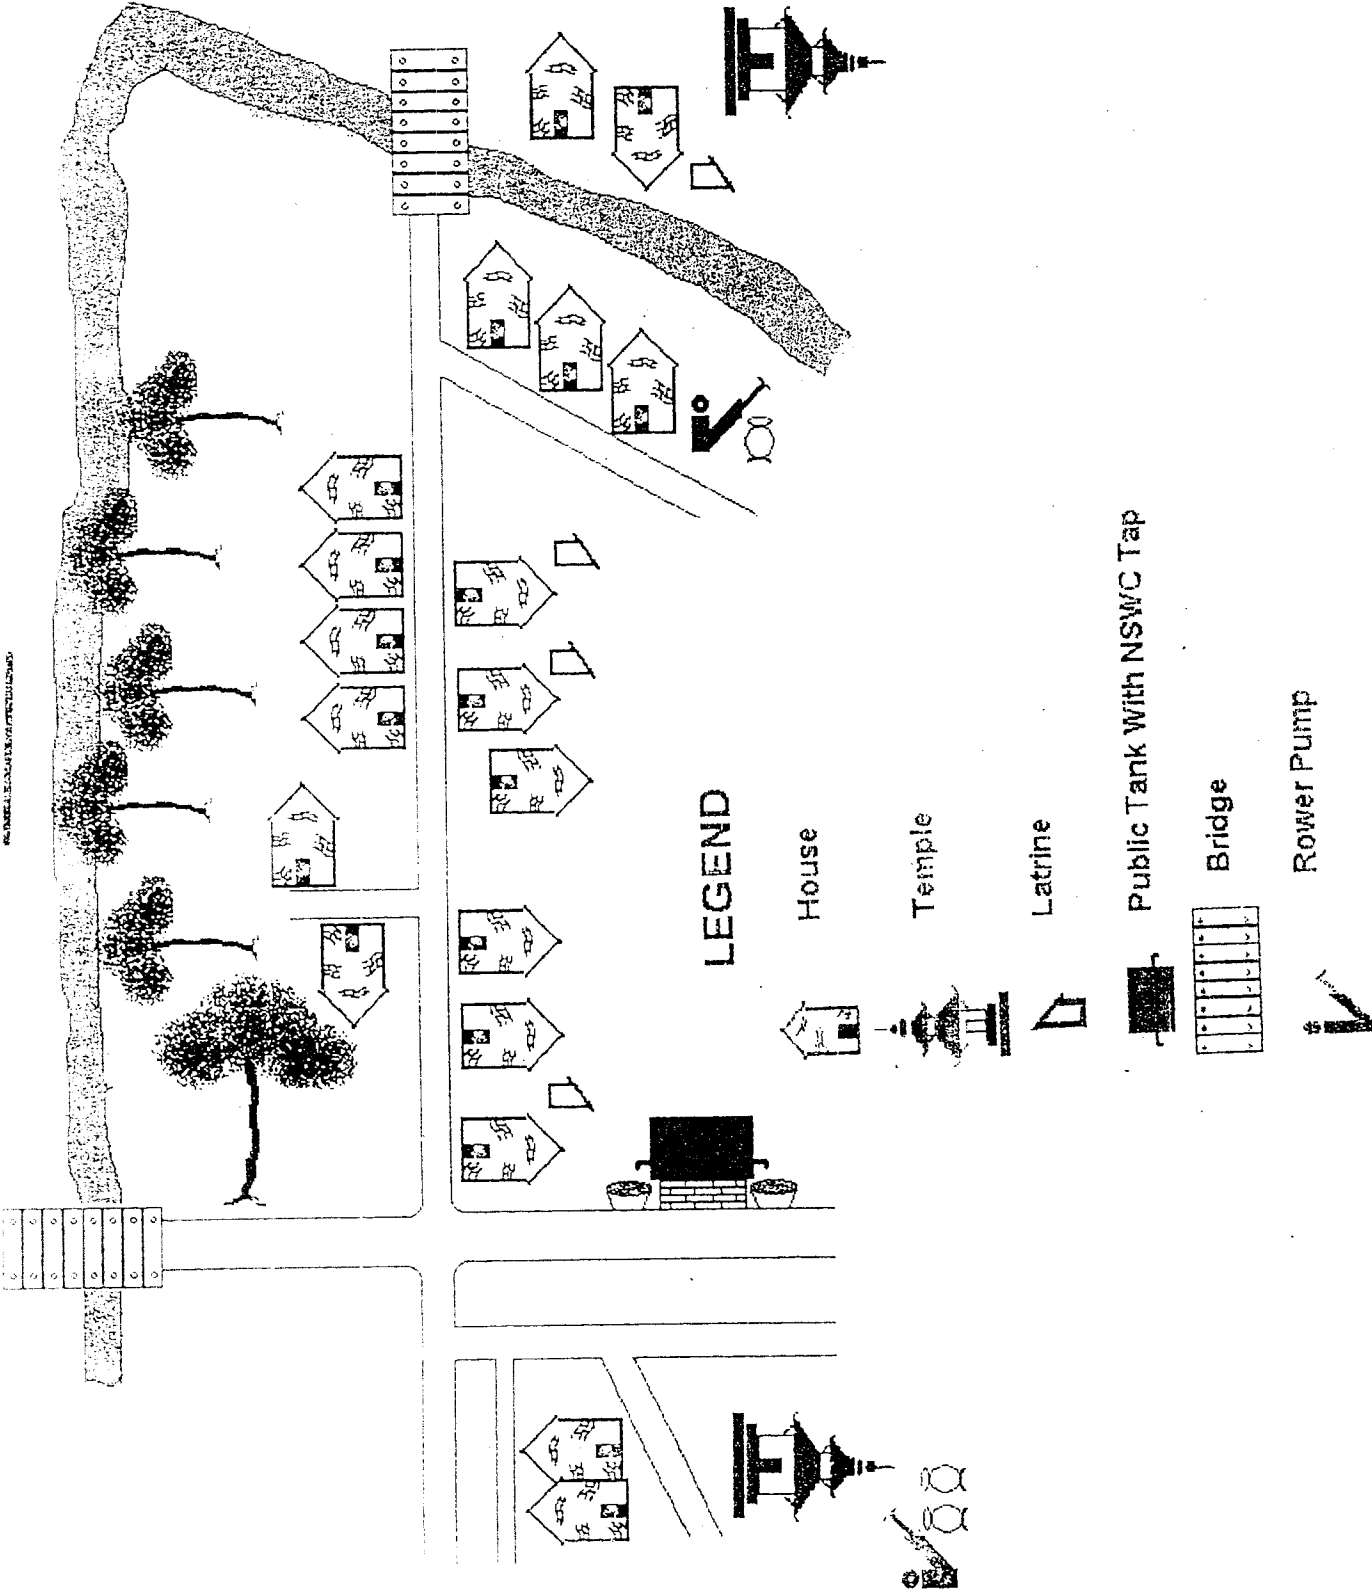 LEGEND
House
Temple
Latrine
Public Tank With NSWC Tap
Bridge
Rower Pump